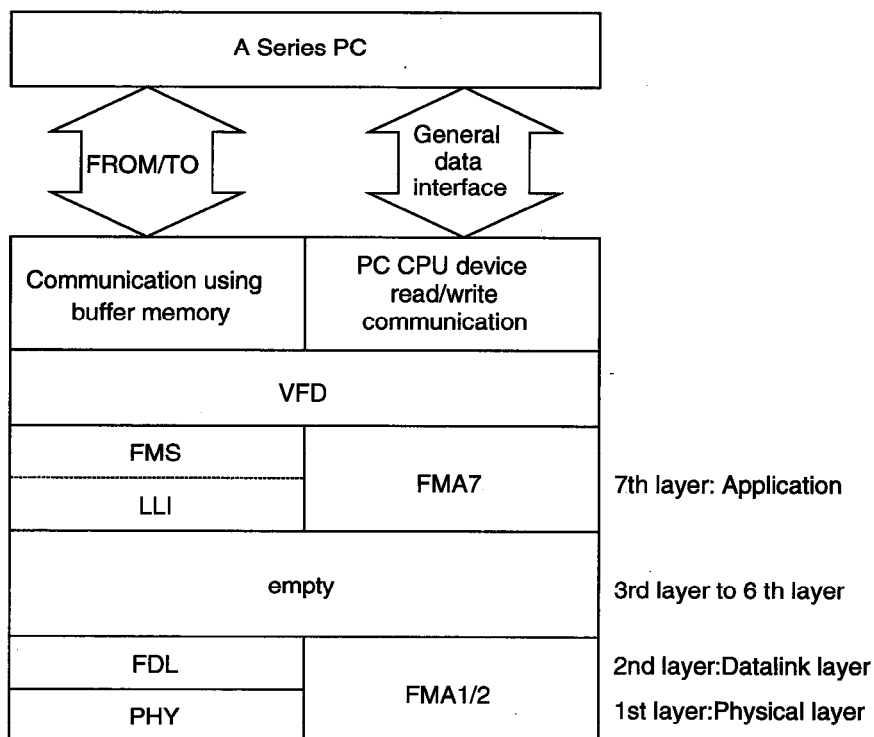 A Series PC
FROM/TO
General
data
interface
Communication using
buffer memory
PC CPU device
read/write
communication
VFD
FMS
LLI
FMA7
7th layer: Application
empty
3rd layer to 6 th layer
FDL
PHY
FMA1/2
2nd layer:Datalink layer
1st layer:Physical layer